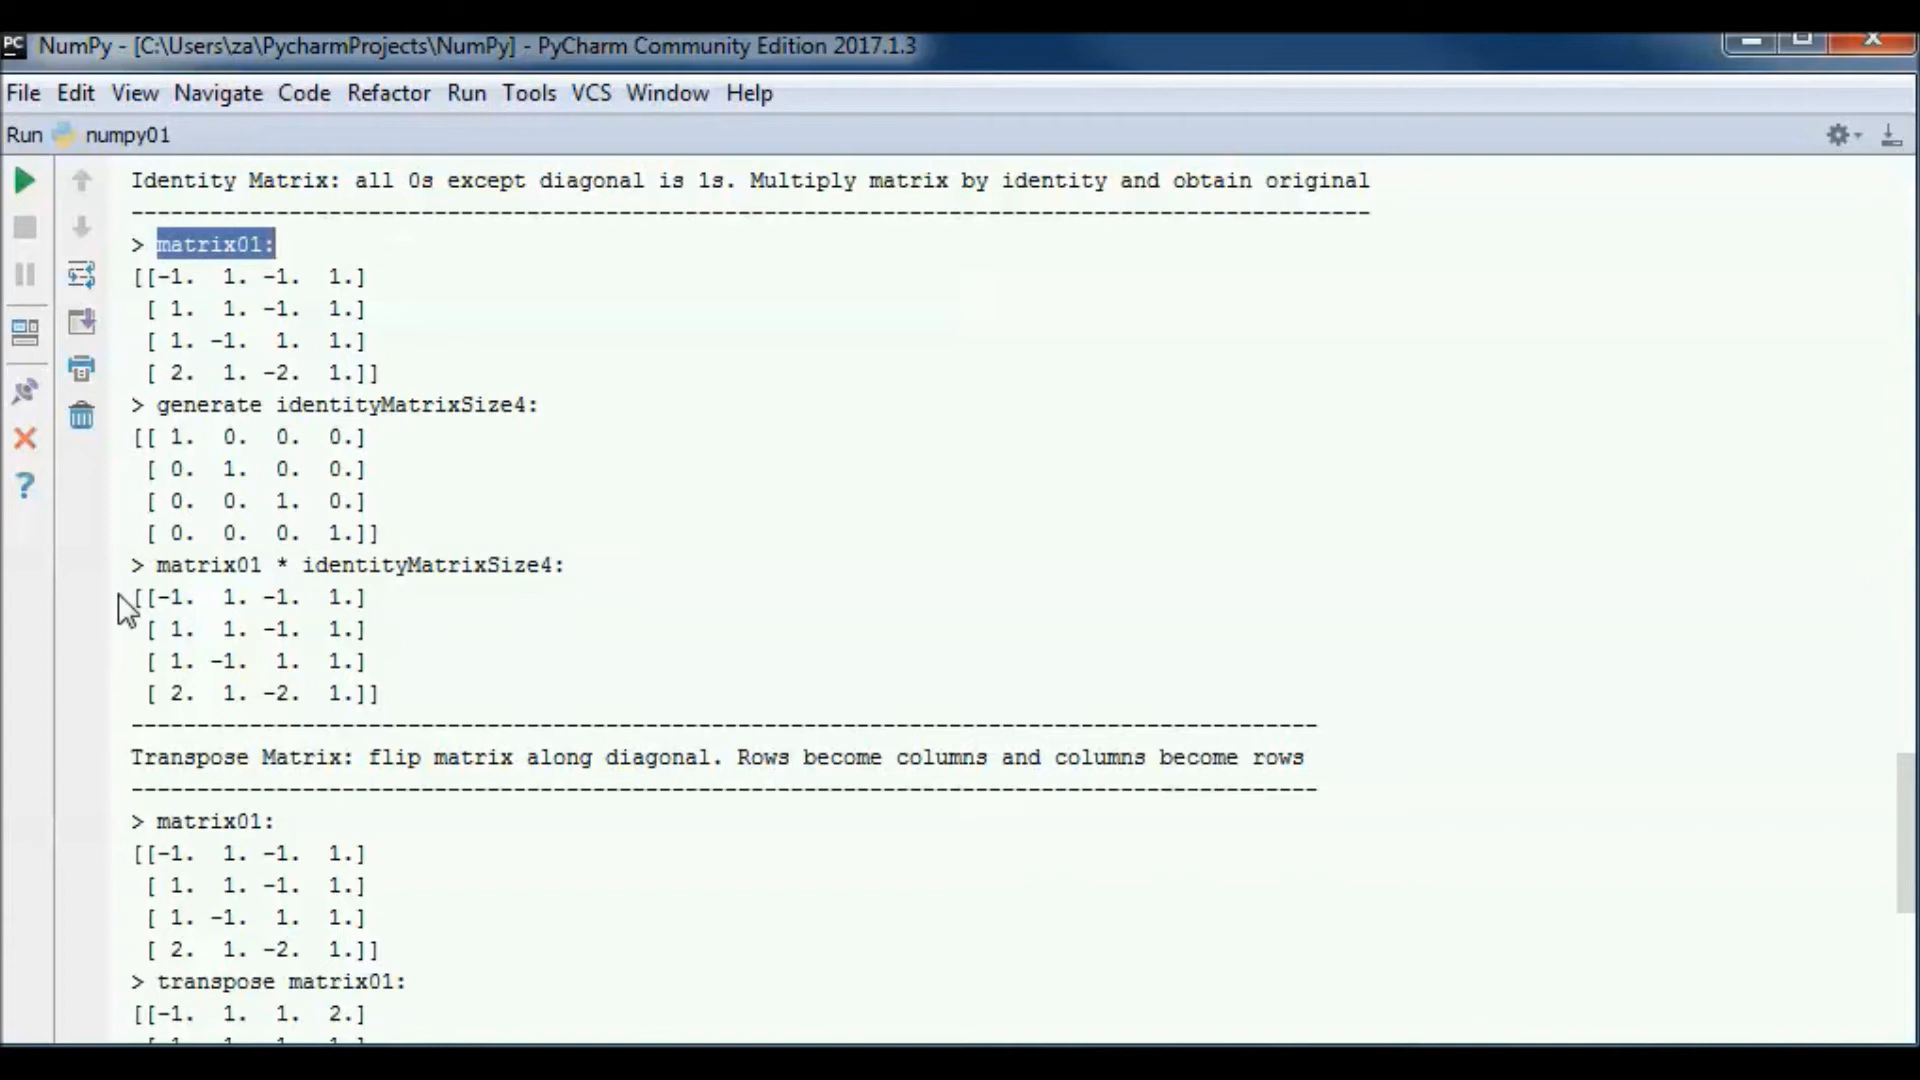 PC NumPy - [C:\Users\za\PycharmProjects\NumPy] - PyCharm Community Edition 2017.1.3
File Edit View Navigate Code Refactor Run Tools VCS Window Help
Run numpy01
Identity Matrix: all 0s except diagonal is 1s. Multiply matrix by identity and obtain original
----------------------------------------------------------------------------------------------
> matrix01:
[[-1.  1. -1.  1.]
 [ 1.  1. -1.  1.]
 [ 1. -1.  1.  1.]
 [ 2.  1. -2.  1.]]
> generate identityMatrixSize4:
[[ 1.  0.  0.  0.]
 [ 0.  1.  0.  0.]
 [ 0.  0.  1.  0.]
 [ 0.  0.  0.  1.]]
> matrix01 * identityMatrixSize4:
[[-1.  1. -1.  1.]
 [ 1.  1. -1.  1.]
 [ 1. -1.  1.  1.]
 [ 2.  1. -2.  1.]]
------------------------------------------------------------------------------------------
Transpose Matrix: flip matrix along diagonal. Rows become columns and columns become rows
------------------------------------------------------------------------------------------
> matrix01:
[[-1.  1. -1.  1.]
 [ 1.  1. -1.  1.]
 [ 1. -1.  1.  1.]
 [ 2.  1. -2.  1.]]
> transpose matrix01:
[[-1.  1.  1.  2.]